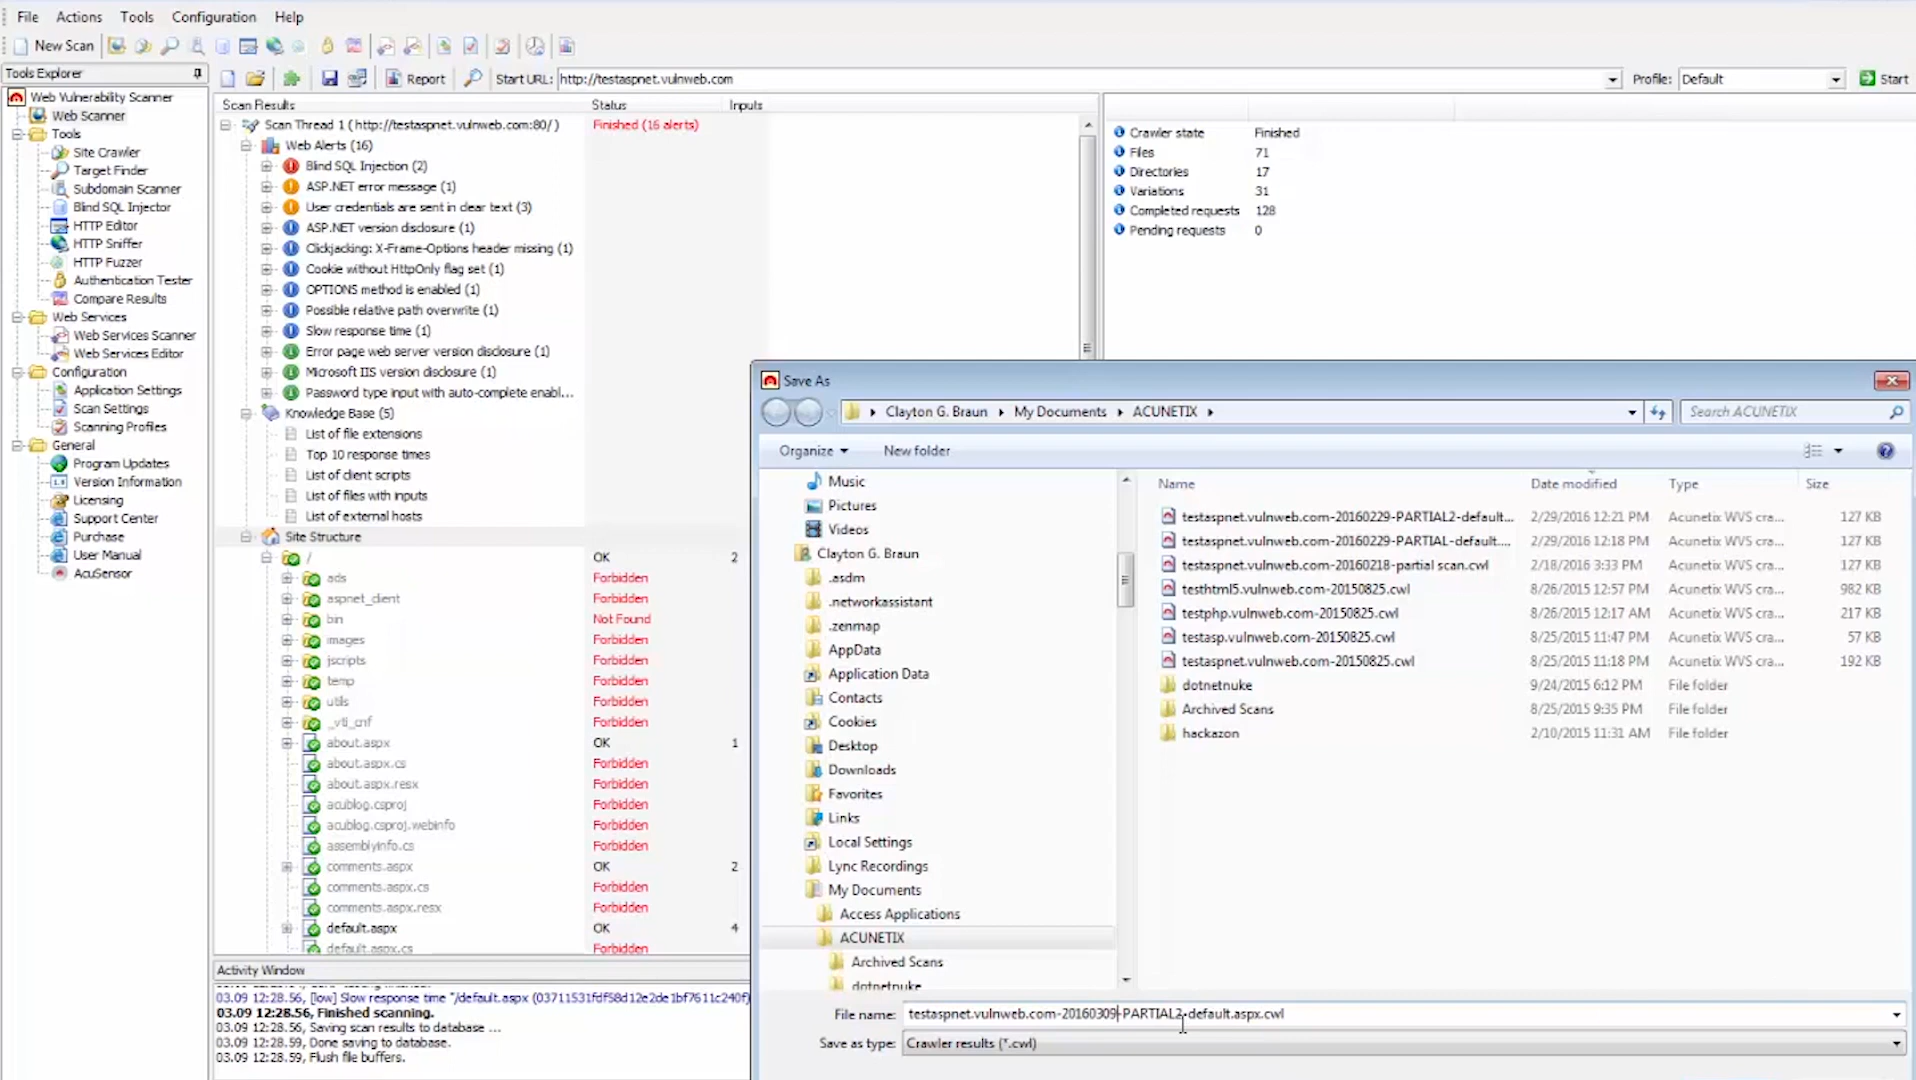 File Actions Tools Configuration Help
New Scan
Tools Explorer
Report Start URL: http://testaspnet.vulnweb.com Profile: Default Start
Web Vulnerability Scanner
Web Scanner
Tools
Site Crawler
Target Finder
Subdomain Scanner
Blind SQL Injector
HTTP Editor
HTTP Sniffer
HTTP Fuzzer
Authentication Tester
Compare Results
Web Services
Web Services Scanner
Web Services Editor
Configuration
Application Settings
Scan Settings
Scanning Profiles
General
Program Updates
Version Information
Licensing
Support Center
Purchase
User Manual
AcuSensor
Scan Results Status Inputs
Scan Thread 1 ( http://testaspnet.vulnweb.com:80/ ) Finished (16 alerts)
Web Alerts (16)
Blind SQL Injection (2)
ASP.NET error message (1)
User credentials are sent in clear text (3)
ASP.NET version disclosure (1)
Clickjacking: X-Frame-Options header missing (1)
Cookie without HttpOnly flag set (1)
OPTIONS method is enabled (1)
Possible relative path overwrite (1)
Slow response time (1)
Error page web server version disclosure (1)
Microsoft IIS version disclosure (1)
Password type input with auto-complete enabl...
Knowledge Base (5)
List of file extensions
Top 10 response times
List of client scripts
List of files with inputs
List of external hosts
Site Structure
/ OK 2
ads Forbidden
aspnet_client Forbidden
bin Not Found
images Forbidden
jscripts Forbidden
temp Forbidden
utils Forbidden
_vti_cnf Forbidden
about.aspx OK 1
about.aspx.cs Forbidden
about.aspx.resx Forbidden
acublog.csproj Forbidden
acublog.csproj.webinfo Forbidden
assemblyinfo.cs Forbidden
comments.aspx OK 2
comments.aspx.cs Forbidden
comments.aspx.resx Forbidden
default.aspx OK 4
default.aspx.cs Forbidden
Crawler state Finished
Files 71
Directories 17
Variations 31
Completed requests 128
Pending requests 0
Activity Window
03.09 12:28.56, [low] Slow response time "/default.aspx (03711531fdf58d12e2de1bf7611c240f)
03.09 12:28.56, Finished scanning.
03.09 12:28.56, Saving scan results to database ...
03.09 12:28.59, Done saving to database.
03.09 12:28.59, Flush file buffers.
Save As
Clayton G. Braun My Documents ACUNETIX Search ACUNETIX
Organize New folder
Music
Pictures
Videos
Clayton G. Braun
.asdm
.networkassistant
.zenmap
AppData
Application Data
Contacts
Cookies
Desktop
Downloads
Favorites
Links
Local Settings
Lync Recordings
My Documents
Access Applications
ACUNETIX
Archived Scans
dotnetnuke
Name Date modified Type Size
testaspnet.vulnweb.com-20160229-PARTIAL2-default... 2/29/2016 12:21 PM Acunetix WVS cra... 127 KB
testaspnet.vulnweb.com-20160229-PARTIAL-default.... 2/29/2016 12:18 PM Acunetix WVS cra... 127 KB
testaspnet.vulnweb.com-20160218-partial scan.cwl 2/18/2016 3:33 PM Acunetix WVS cra... 127 KB
testhtml5.vulnweb.com-20150825.cwl 8/26/2015 12:57 PM Acunetix WVS cra... 982 KB
testphp.vulnweb.com-20150825.cwl 8/26/2015 12:17 AM Acunetix WVS cra... 217 KB
testasp.vulnweb.com-20150825.cwl 8/25/2015 11:47 PM Acunetix WVS cra... 57 KB
testaspnet.vulnweb.com-20150825.cwl 8/25/2015 11:18 PM Acunetix WVS cra... 192 KB
dotnetnuke 9/24/2015 6:12 PM File folder
Archived Scans 8/25/2015 9:35 PM File folder
hackazon 2/10/2015 11:31 AM File folder
File name: testaspnet.vulnweb.com-20160309-PARTIAL2-default.aspx.cwl
Save as type: Crawler results (*.cwl)